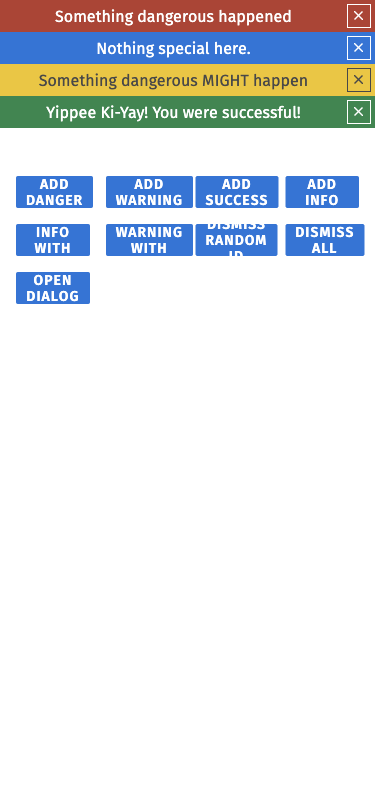 Something dangerous happened
Nothing special here.
Something dangerous MIGHT happen
Yippee Ki-Yay! You were successful!
ADD DANGER
ADD WARNING
ADD SUCCESS
ADD INFO
INFO WITH
WARNING WITH
DISMISS RANDOM ID
DISMISS ALL
OPEN DIALOG